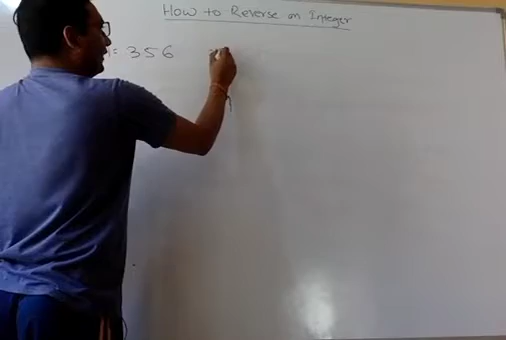 How to Reverse an Integer
= 356